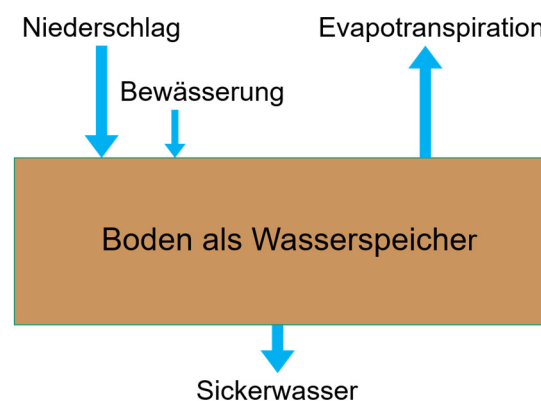 Niederschlag
Evapotranspiration
Bewässerung
Boden als Wasserspeicher
Sickerwasser